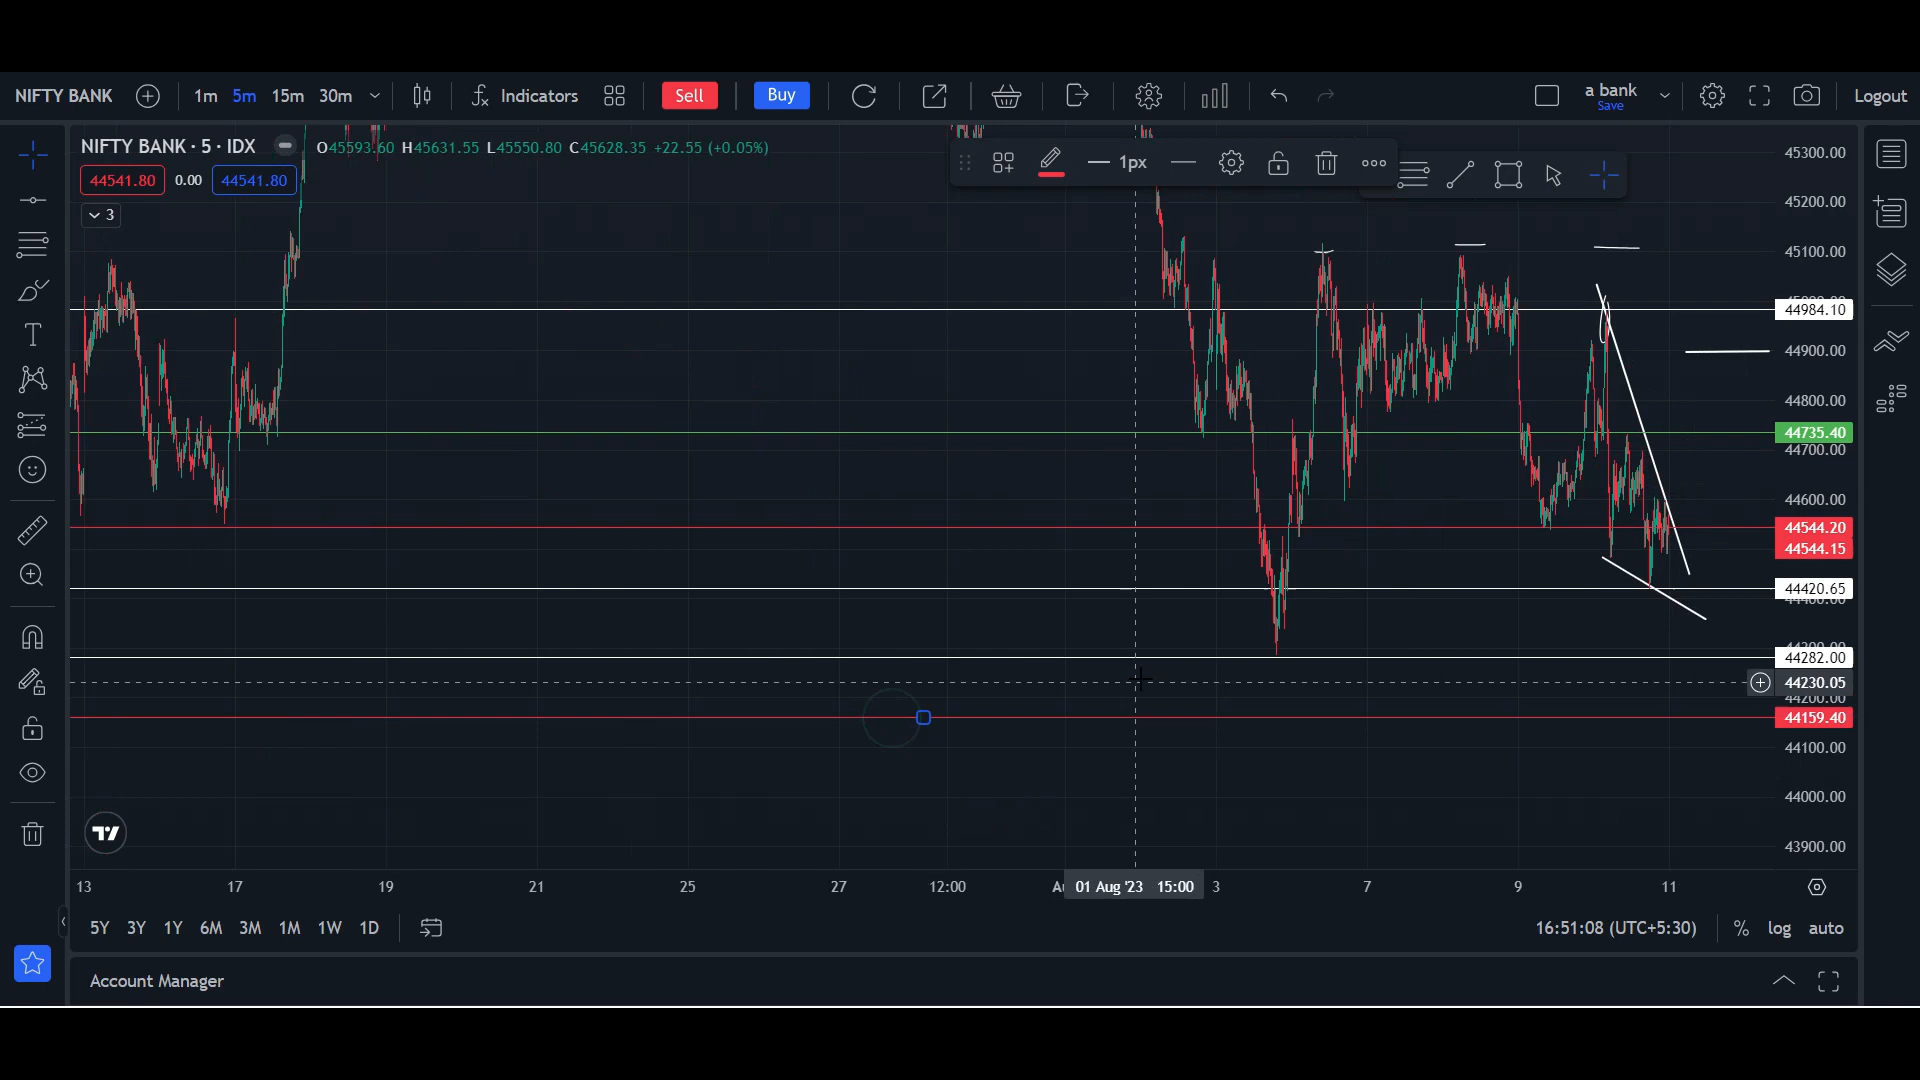 NIFTY BANK 1m 5m 15m 30m Indicators Sell Buy a bank Save Logout
NIFTY BANK · 5 · IDX O45593.60 H45631.55 L45550.80 C45628.35 +22.55 (+0.05%)
44541.80 0.00 44541.80
3
1px
45300.00
45200.00
45100.00
44984.10
44900.00
44800.00
44735.40
44700.00
44600.00
44544.20
44544.15
44420.65
44282.00
44230.05
44200.00
44159.40
44100.00
44000.00
43900.00
13 17 19 21 25 27 12:00 01 Aug '23 15:00 3 7 9 11
5Y 3Y 1Y 6M 3M 1M 1W 1D 16:51:08 (UTC+5:30) % log auto
Account Manager